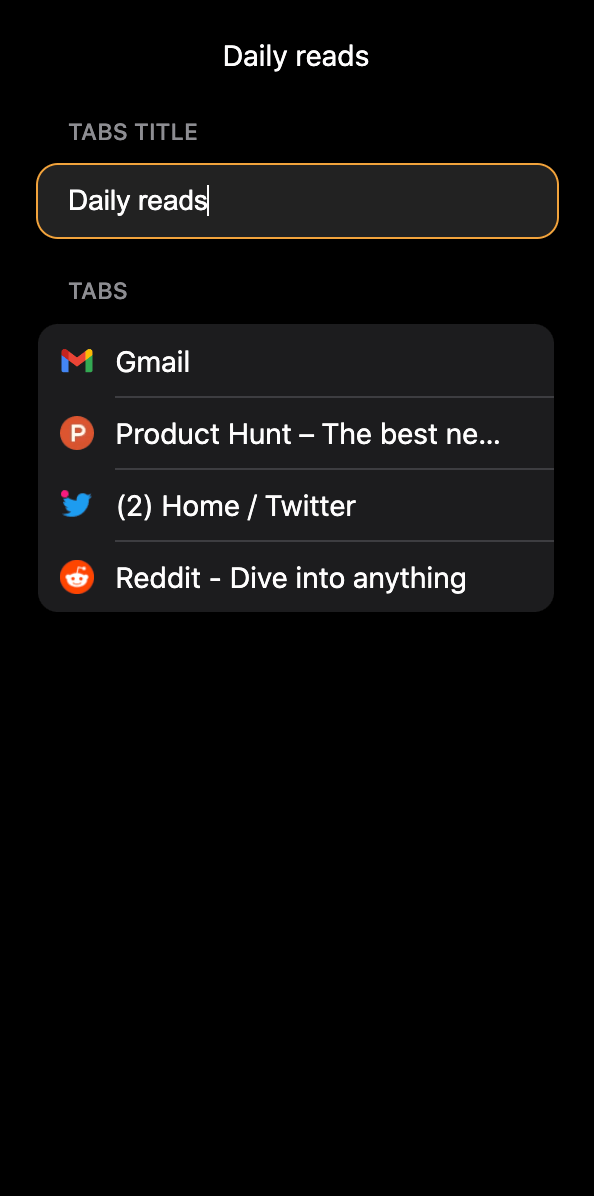 Daily reads
TABS TITLE
Daily reads
TABS
Gmail
Product Hunt – The best ne...
(2) Home / Twitter
Reddit - Dive into anything